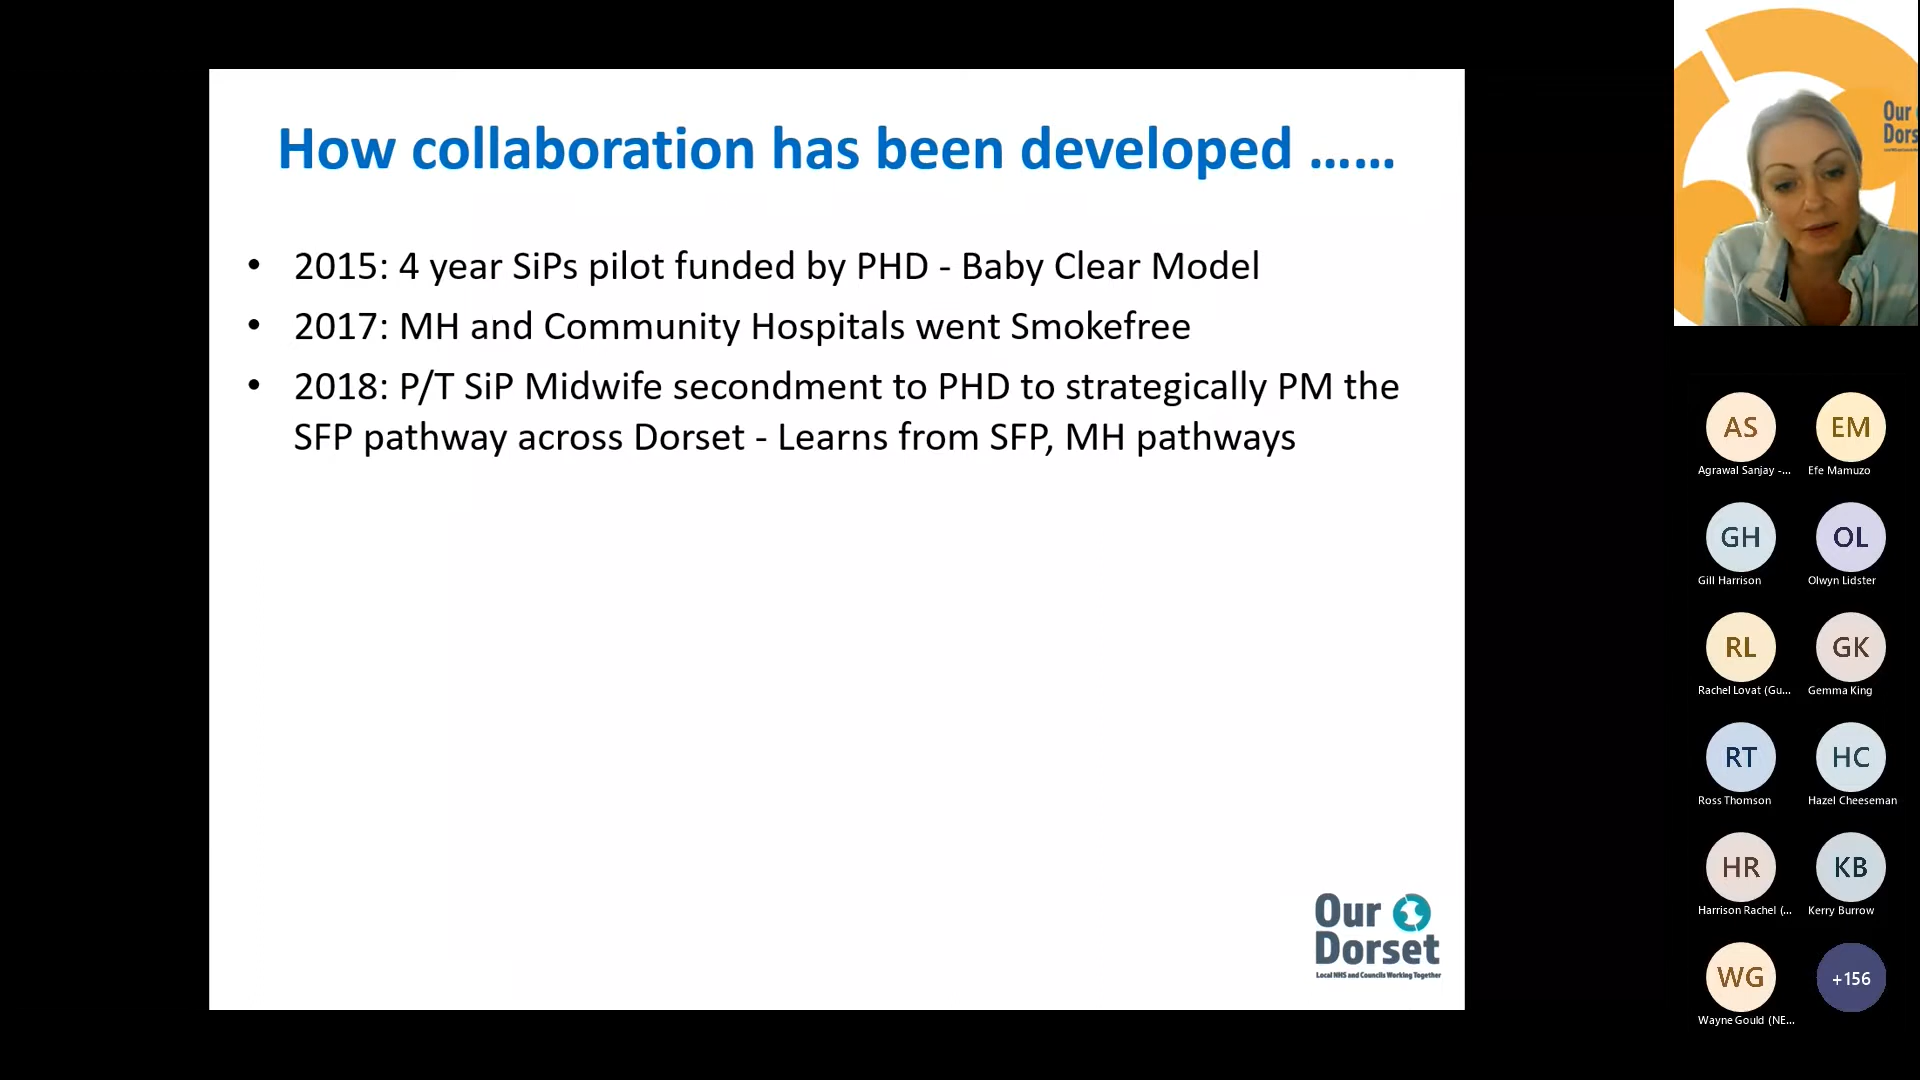 How collaboration has been developed ……
• 2015: 4 year SiPs pilot funded by PHD - Baby Clear Model
• 2017: MH and Community Hospitals went Smokefree
• 2018: P/T SiP Midwife secondment to PHD to strategically PM the
SFP pathway across Dorset - Learns from SFP, MH pathways
Our
Dorset
Local NHS and Councils Working Together
Our
Dors
AS
EM
Agrawal Sanjay -...
Efe Mamuzo
GH
OL
Gill Harrison
Olwyn Lidster
RL
GK
Rachel Lovat (Gu...
Gemma King
RT
HC
Ross Thomson
Hazel Cheeseman
HR
KB
Harrison Rachel (...
Kerry Burrow
WG
+156
Wayne Gould (NE...